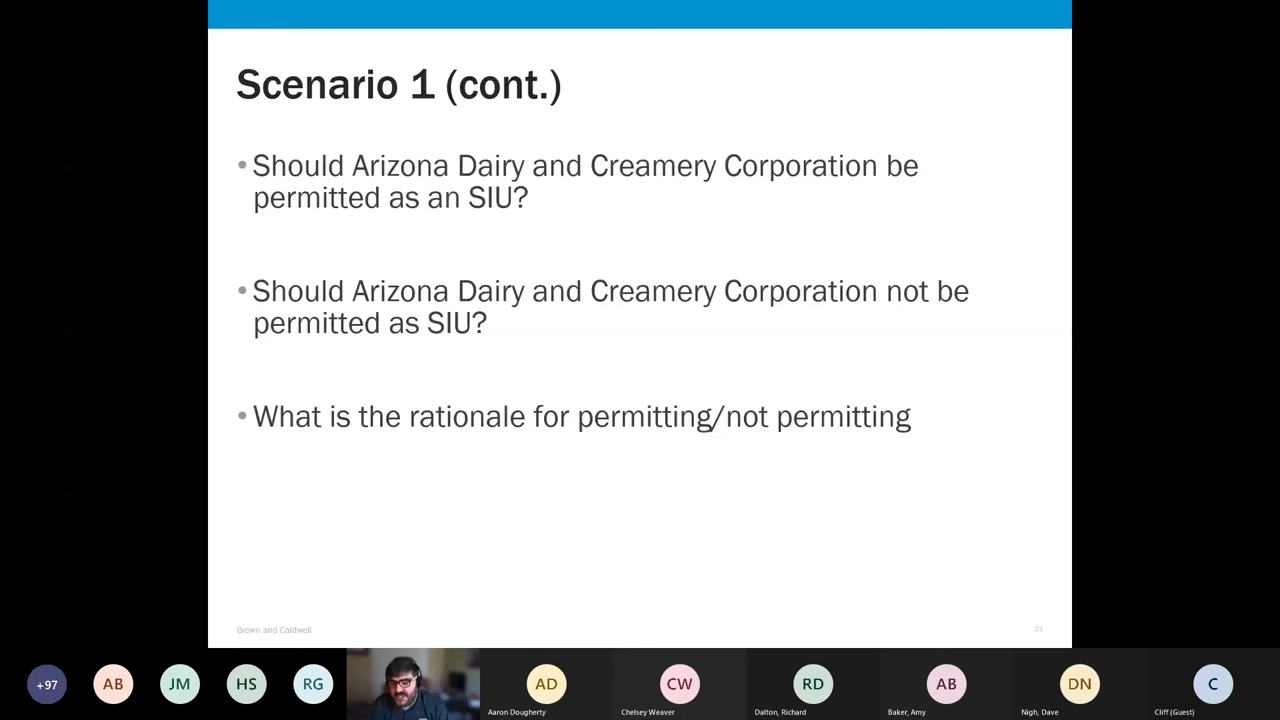 Scenario 1 (cont.)
• Should Arizona Dairy and Creamery Corporation be
permitted as an SIU?
• Should Arizona Dairy and Creamery Corporation not be
permitted as SIU?
• What is the rationale for permitting/not permitting
Brown and Caldwell
21
+97
AB
JM
HS
RG
AD
CW
RD
AB
DN
C
Aaron Dougherty
Chelsey Weaver
Dalton, Richard
Baker, Amy
Nigh, Dave
Cliff (Guest)